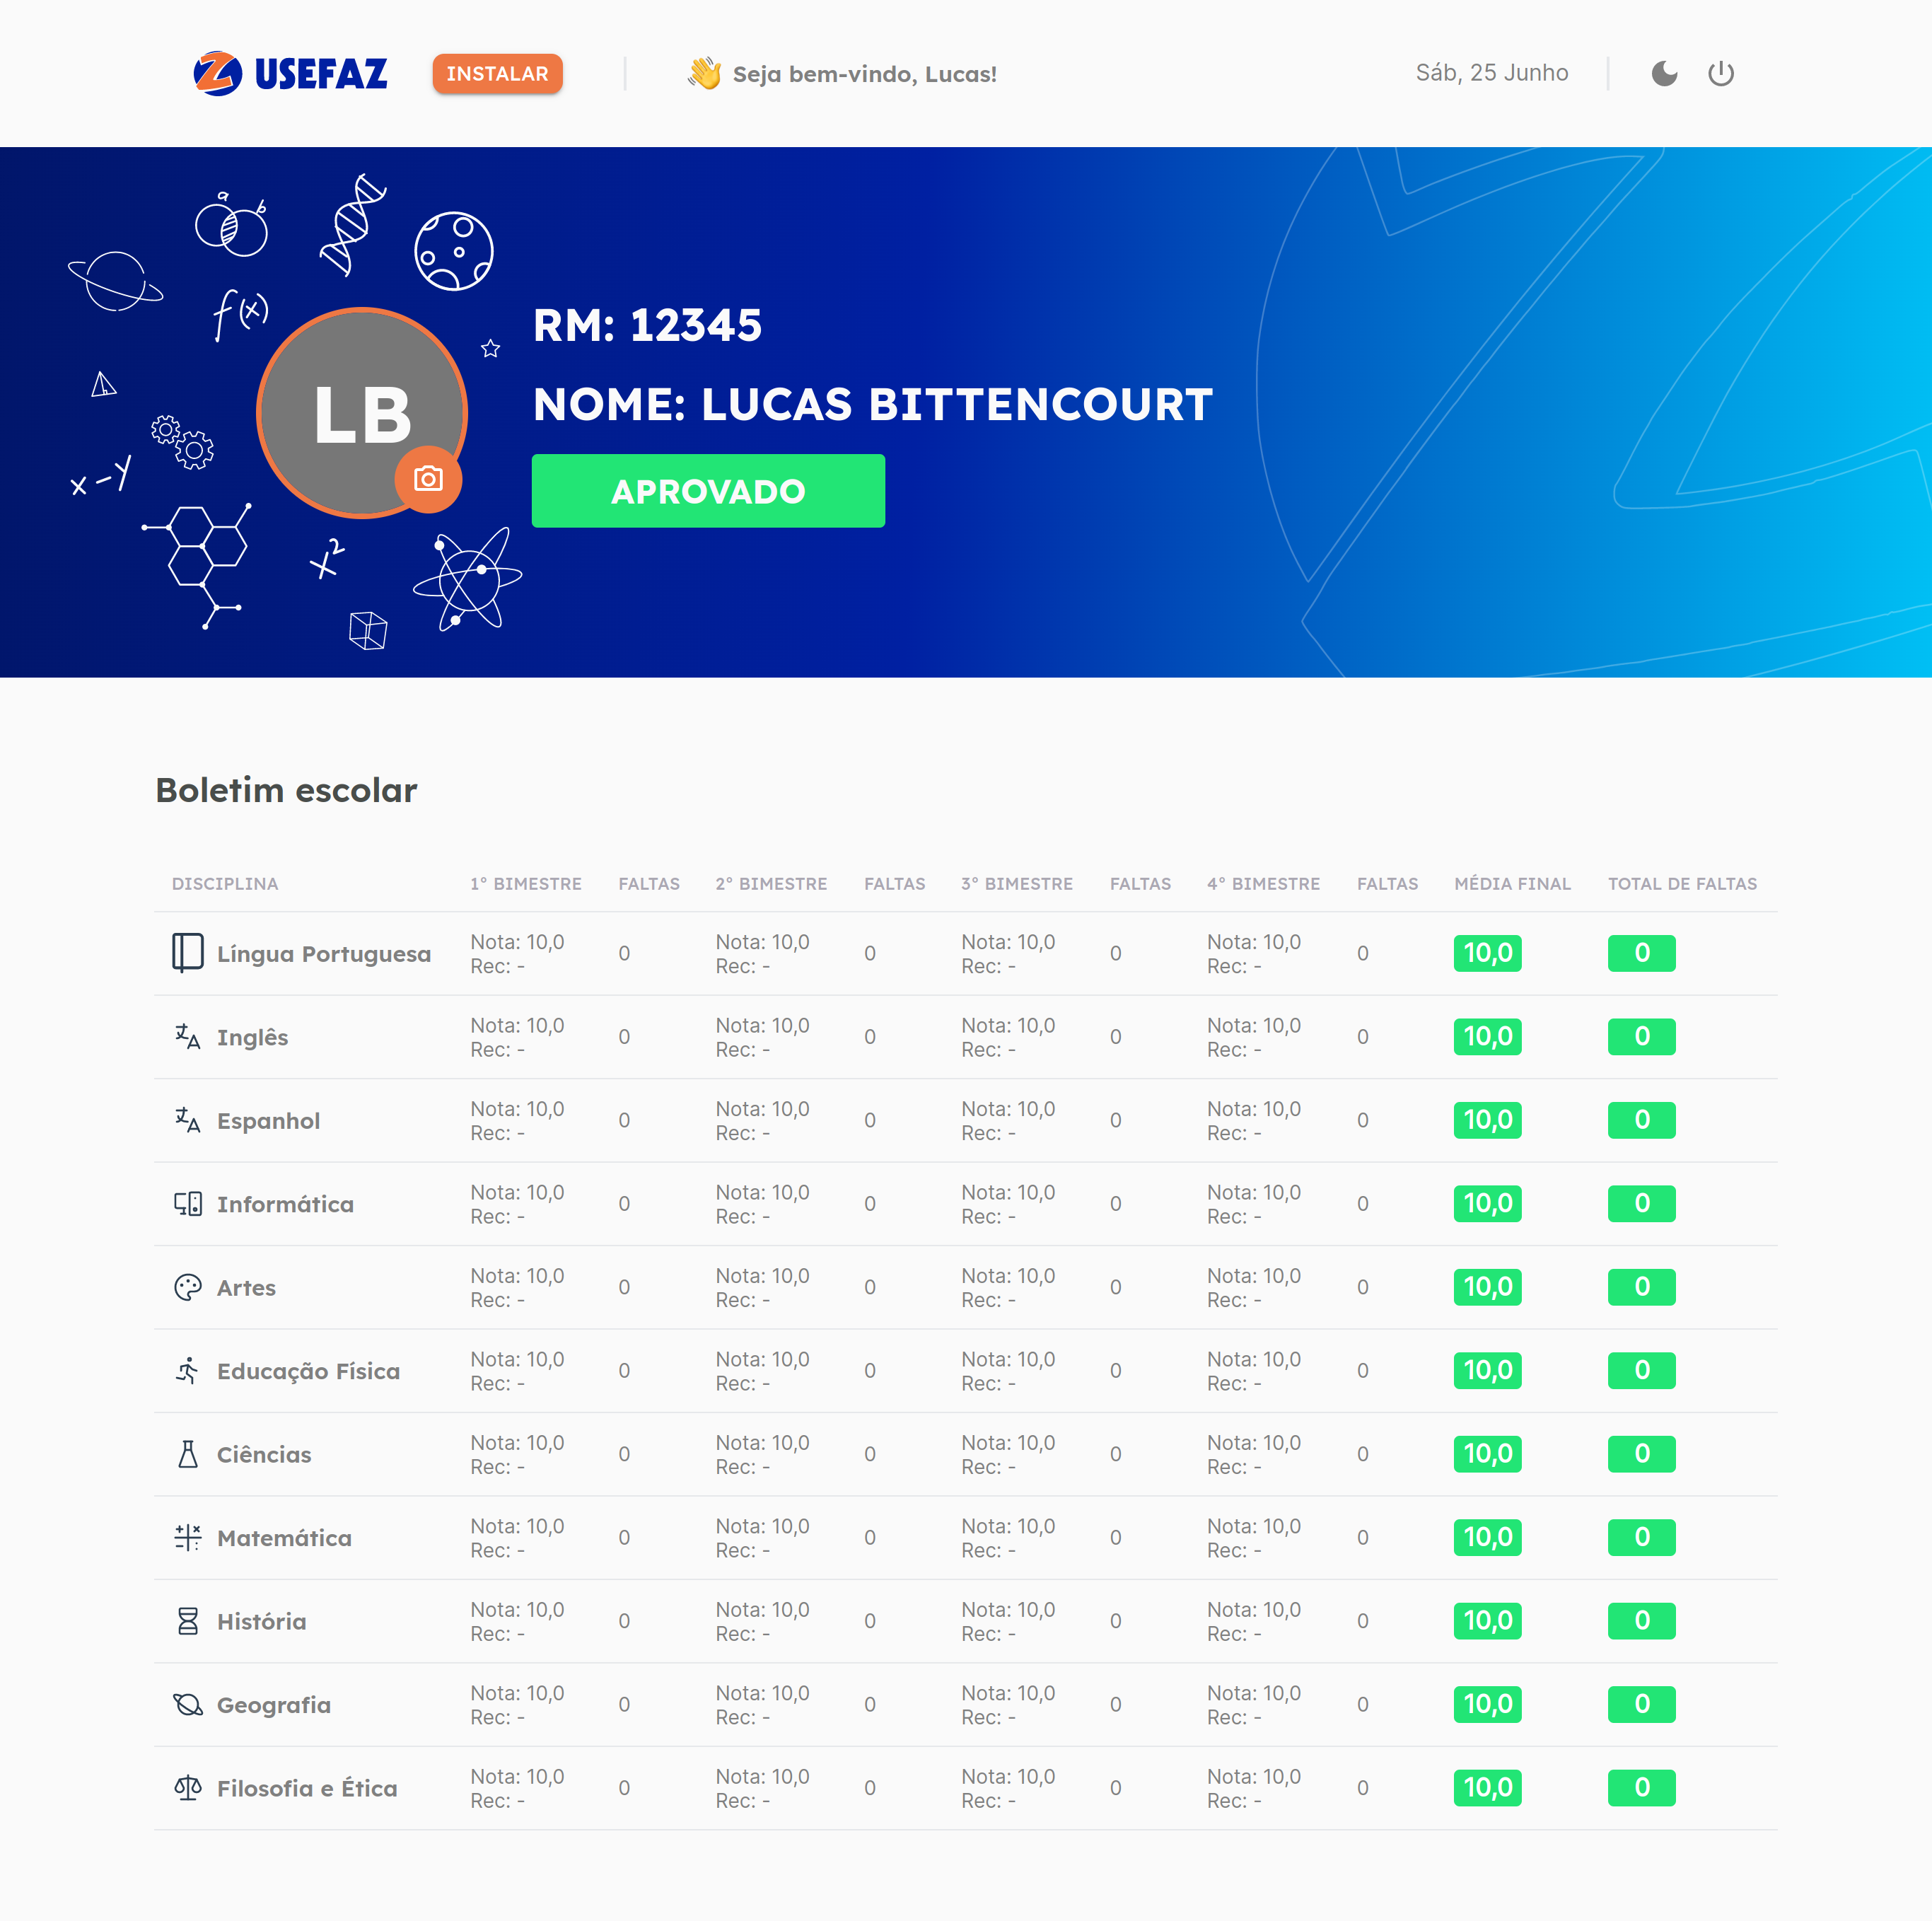 USEFAZ INSTALAR Seja bem-vindo, Lucas! Sáb, 25 Junho
a b
f(x)
RM: 12345
NOME: LUCAS BITTENCOURT
LB
x-y
APROVADO
x²
Boletim escolar
DISCIPLINA 1° BIMESTRE FALTAS 2° BIMESTRE FALTAS 3° BIMESTRE FALTAS 4° BIMESTRE FALTAS MÉDIA FINAL TOTAL DE FALTAS
Língua Portuguesa Nota: 10,0 Rec: - 0 Nota: 10,0 Rec: - 0 Nota: 10,0 Rec: - 0 Nota: 10,0 Rec: - 0 10,0 0
Inglês Nota: 10,0 Rec: - 0 Nota: 10,0 Rec: - 0 Nota: 10,0 Rec: - 0 Nota: 10,0 Rec: - 0 10,0 0
Espanhol Nota: 10,0 Rec: - 0 Nota: 10,0 Rec: - 0 Nota: 10,0 Rec: - 0 Nota: 10,0 Rec: - 0 10,0 0
Informática Nota: 10,0 Rec: - 0 Nota: 10,0 Rec: - 0 Nota: 10,0 Rec: - 0 Nota: 10,0 Rec: - 0 10,0 0
Artes Nota: 10,0 Rec: - 0 Nota: 10,0 Rec: - 0 Nota: 10,0 Rec: - 0 Nota: 10,0 Rec: - 0 10,0 0
Educação Física Nota: 10,0 Rec: - 0 Nota: 10,0 Rec: - 0 Nota: 10,0 Rec: - 0 Nota: 10,0 Rec: - 0 10,0 0
Ciências Nota: 10,0 Rec: - 0 Nota: 10,0 Rec: - 0 Nota: 10,0 Rec: - 0 Nota: 10,0 Rec: - 0 10,0 0
Matemática Nota: 10,0 Rec: - 0 Nota: 10,0 Rec: - 0 Nota: 10,0 Rec: - 0 Nota: 10,0 Rec: - 0 10,0 0
História Nota: 10,0 Rec: - 0 Nota: 10,0 Rec: - 0 Nota: 10,0 Rec: - 0 Nota: 10,0 Rec: - 0 10,0 0
Geografia Nota: 10,0 Rec: - 0 Nota: 10,0 Rec: - 0 Nota: 10,0 Rec: - 0 Nota: 10,0 Rec: - 0 10,0 0
Filosofia e Ética Nota: 10,0 Rec: - 0 Nota: 10,0 Rec: - 0 Nota: 10,0 Rec: - 0 Nota: 10,0 Rec: - 0 10,0 0